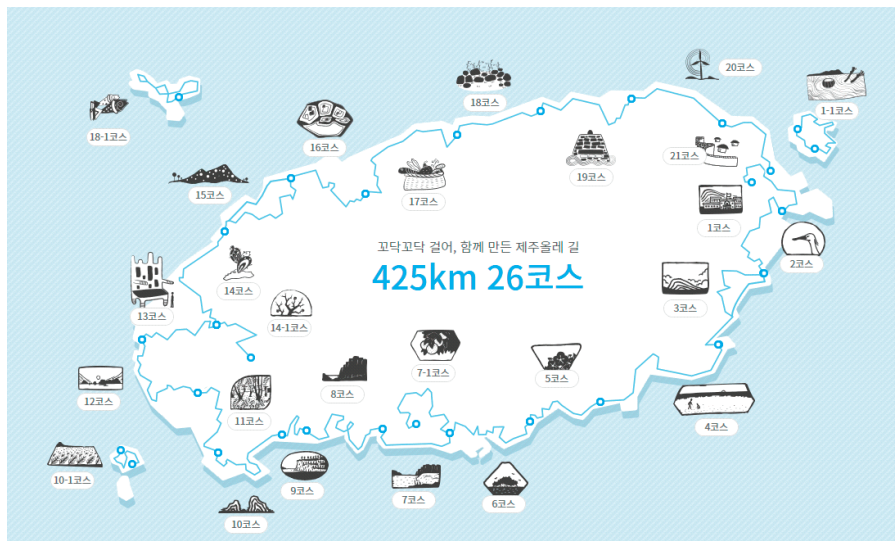 20코스
18코스
1-1코스
18-1코스
16코스
21코스
19코스
15코스
17코스
1코스
꼬닥꼬닥 걸어, 함께 만든 제주올레 길
425km 26코스
2코스
14코스
3코스
13코스
14-1코스
7-1코스
5코스
8코스
12코스
11코스
4코스
10-1코스
9코스
7코스
6코스
10코스